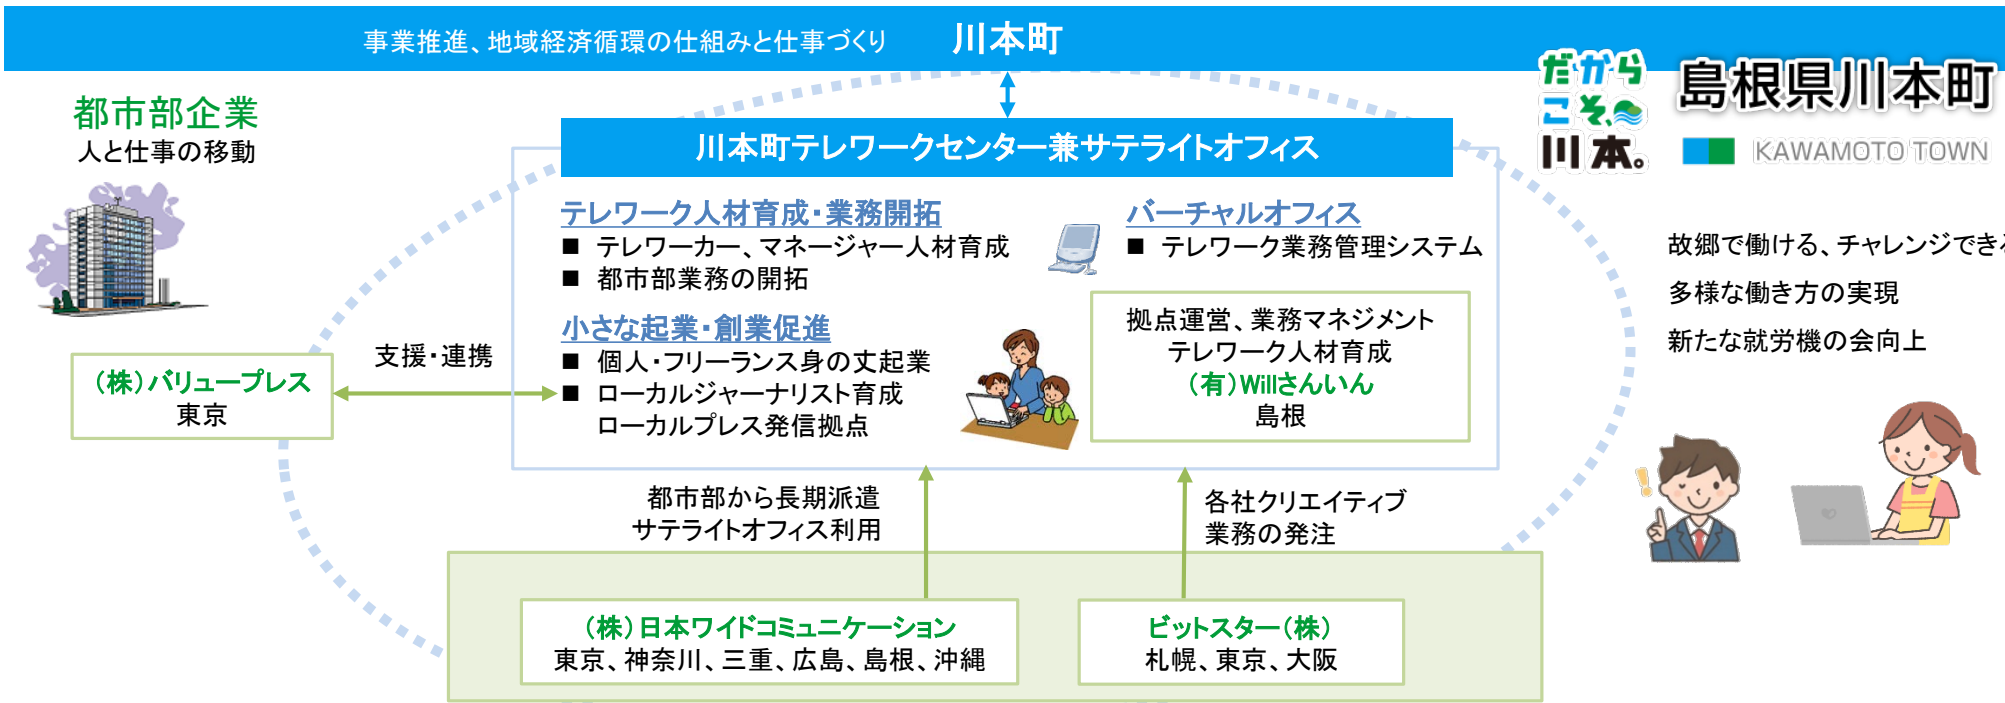 事業推進、地域経済循環の仕組みと仕事づくり 川本町
だから
こそ、
川本。
島根県川本町
KAWAMOTO TOWN
都市部企業
人と仕事の移動
川本町テレワークセンター兼サテライトオフィス
テレワーク人材育成・業務開拓
■ テレワーカー、マネージャー人材育成
■ 都市部業務の開拓
小さな起業・創業促進
■ 個人・フリーランス身の丈起業
■ ローカルジャーナリスト育成
ローカルプレス発信拠点
バーチャルオフィス
■ テレワーク業務管理システム
拠点運営、業務マネジメント
テレワーク人材育成
(有)Willさんいん
島根
故郷で働ける、チャレンジでき
多様な働き方の実現
新たな就労機の会向上
支援・連携
(株)バリュープレス
東京
都市部から長期派遣
サテライトオフィス利用
各社クリエイティブ
業務の発注
(株)日本ワイドコミュニケーション
東京、神奈川、三重、広島、島根、沖縄
ビットスター(株)
札幌、東京、大阪